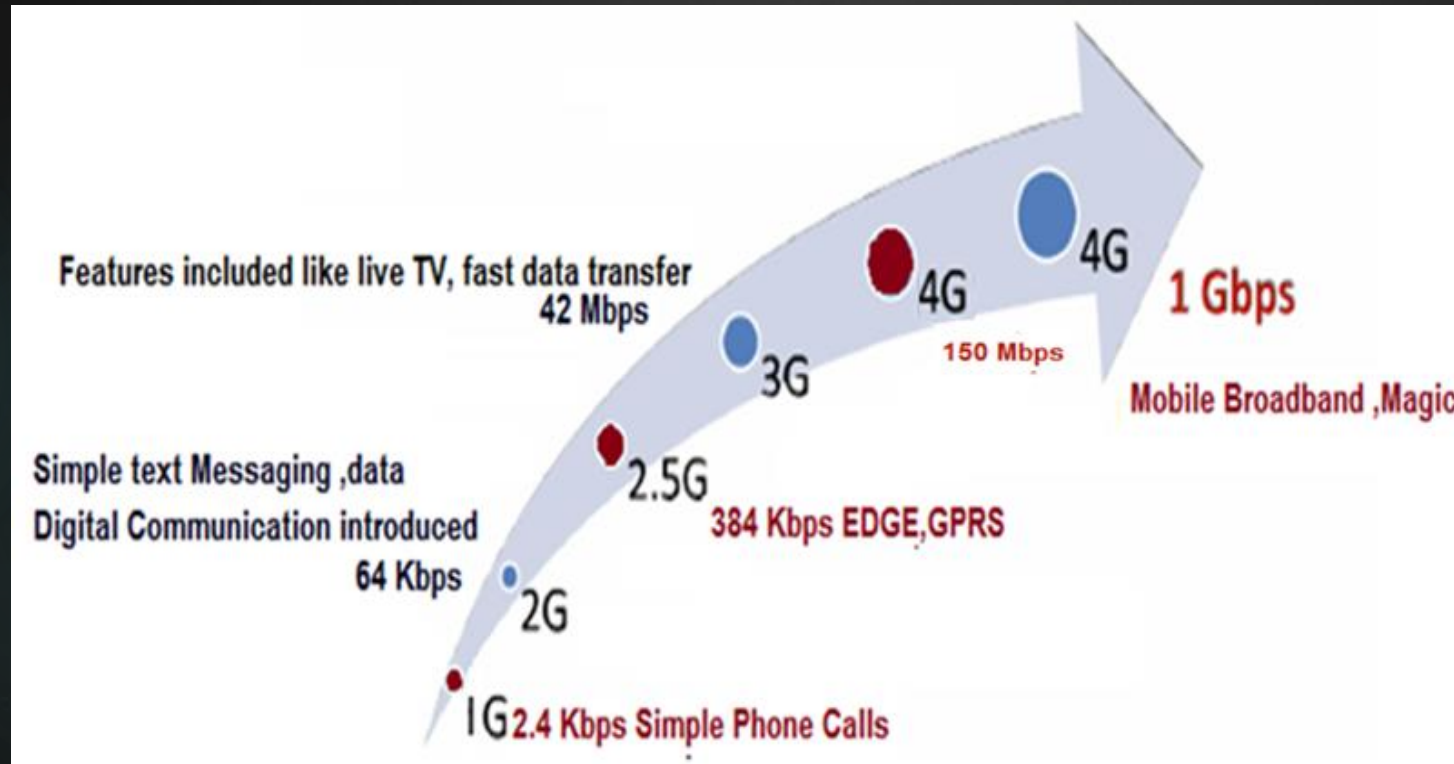 Features included like live TV, fast data transfer
42 Mbps
4G
4G
1 Gbps
150 Mbps
3G
Mobile Broadband ,Magic
Simple text Messaging ,data
2.5G
Digital Communication introduced
384 Kbps EDGE,GPRS
64 Kbps
2G
1G 2.4 Kbps Simple Phone Calls